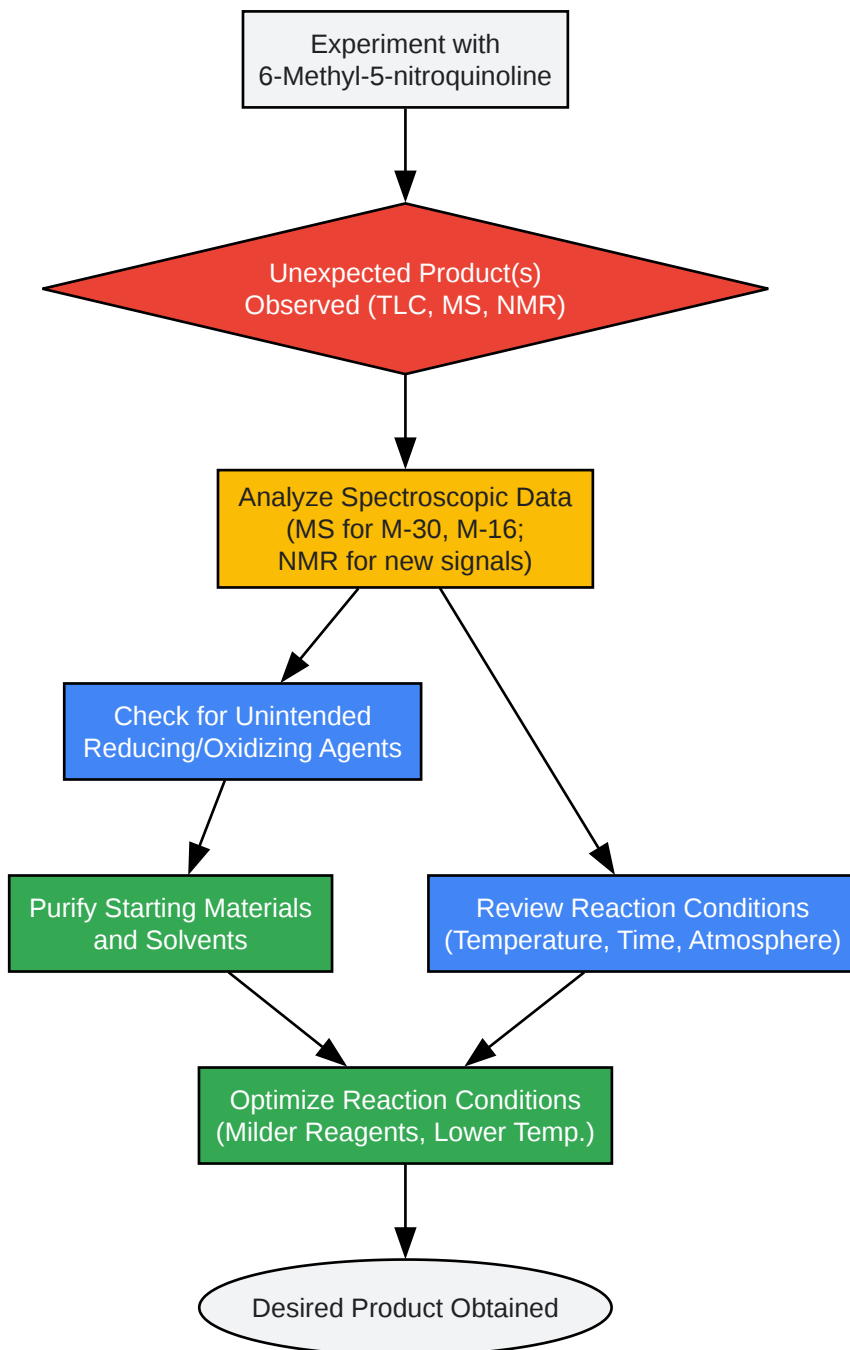 Experiment with
6-Methyl-5-nitroquinoline
Unexpected Product(s)
Observed (TLC, MS, NMR)
Analyze Spectroscopic Data
(MS for M-30, M-16;
NMR for new signals)
Check for Unintended
Reducing/Oxidizing Agents
Purify Starting Materials
and Solvents
Review Reaction Conditions
(Temperature, Time, Atmosphere)
Optimize Reaction Conditions
(Milder Reagents, Lower Temp.)
Desired Product Obtained